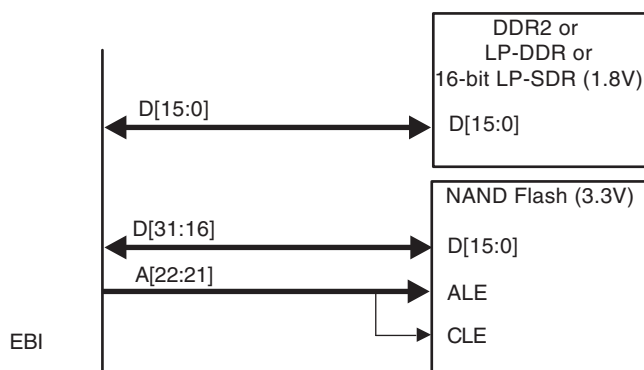 DDR2 or
LP-DDR or
16-bit LP-SDR (1.8V)
D[15:0]
D[15:0]
NAND Flash (3.3V)
D[31:16]
D[15:0]
A[22:21]
ALE
CLE
EBI